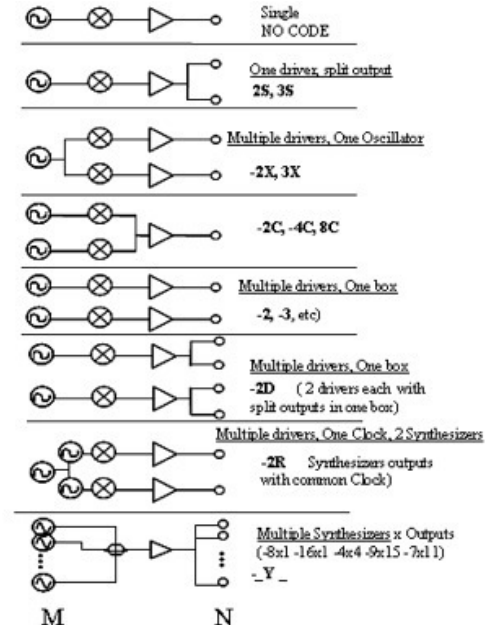 Single
NO CODE
One driver, split output
2S, 3S
Multiple drivers, One Oscillator
-2X, 3X
-2C, -4C, 8C
Multiple drivers, One box
-2, -3, etc)
Multiple drivers, One box
-2D ( 2 drivers each with
split outputs in one box)
Multiple drivers, One Clock, 2 Synthesizers
-2R Synthesizers outputs
with common Clock)
Multiple Synthesizers x Outputs
(-8x1 -16x1 -4x4 -9x15 -7x11)
-_Y_
M N